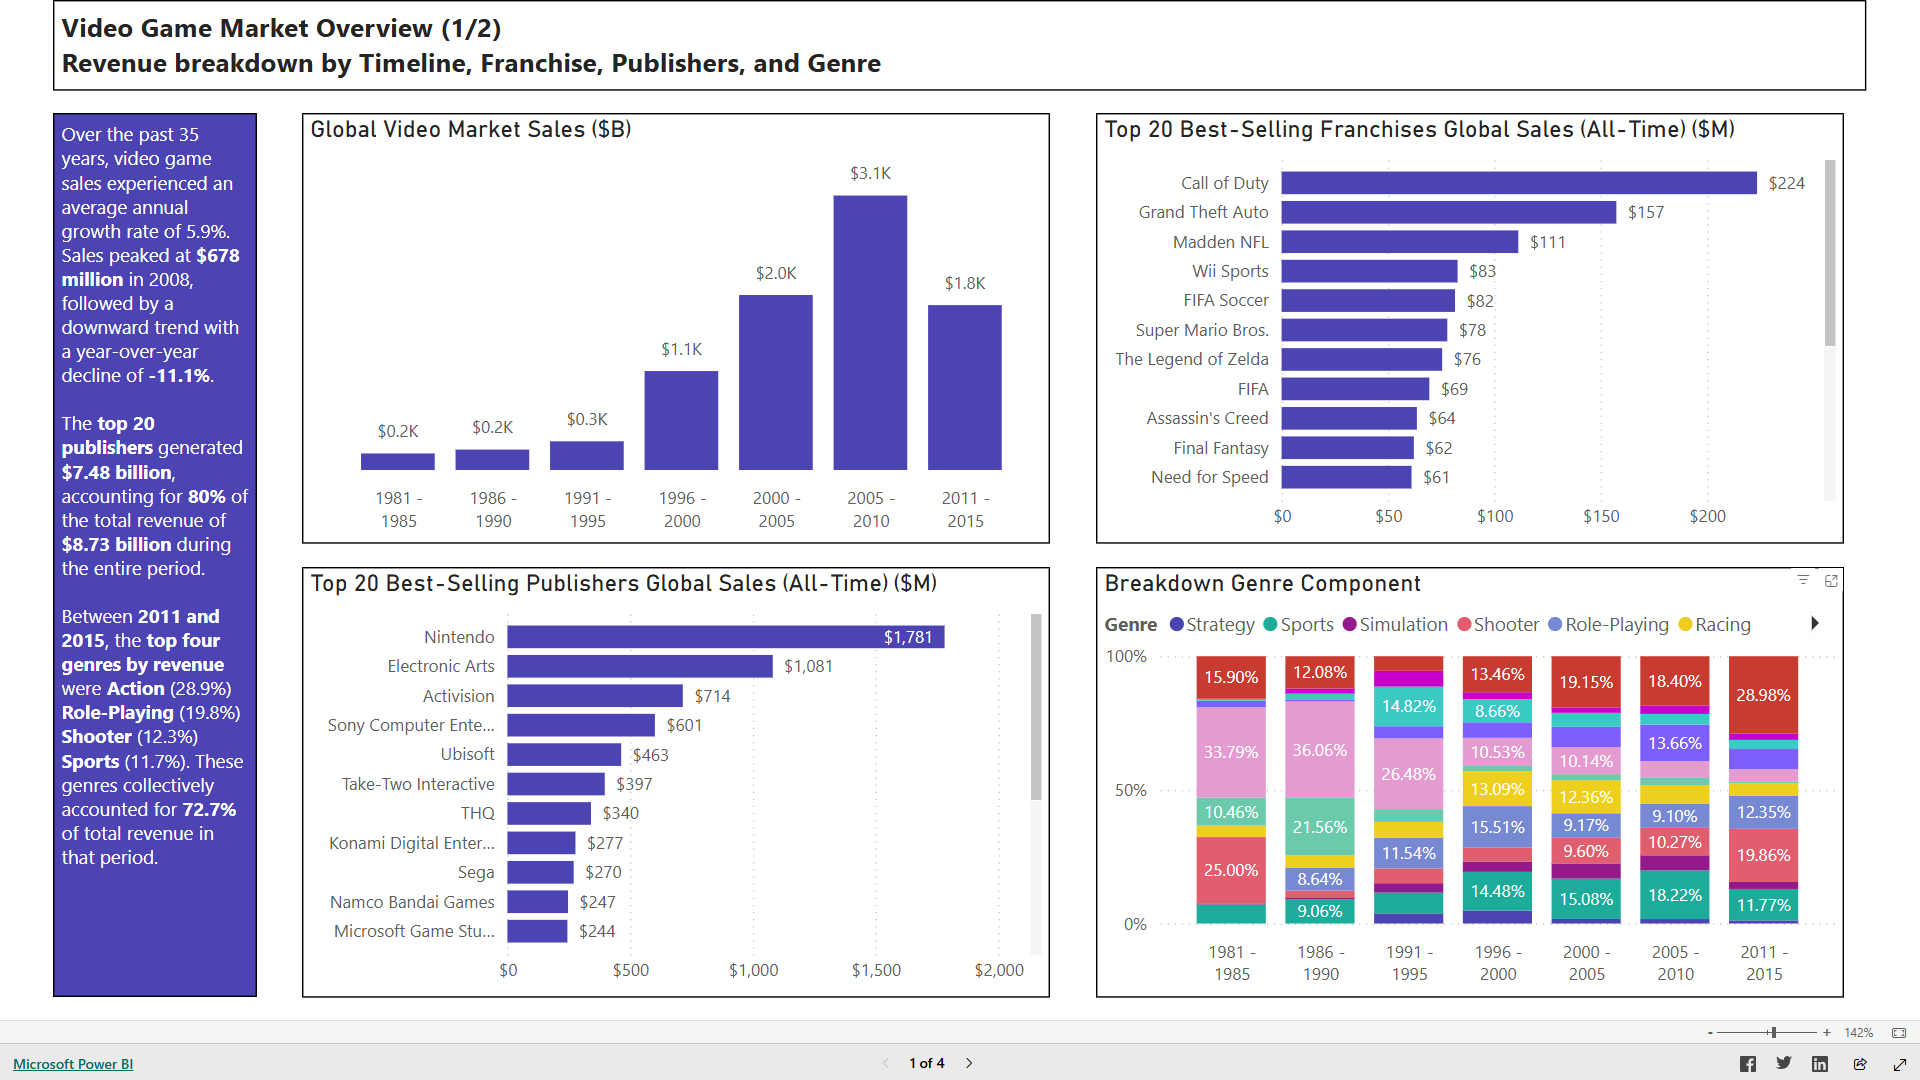 Video Game Market Overview (1/2)
Revenue breakdown by Timeline, Franchise, Publishers, and Genre
Over the past 35
years, video game
sales experienced an
average annual
growth rate of 5.9%.
Sales peaked at $678
million in 2008,
followed by a
downward trend with
a year-over-year
decline of -11.1%.
The top 20
publishers generated
$7.48 billion,
accounting for 80% of
the total revenue of
$8.73 billion during
the entire period.
Between 2011 and
2015, the top four
genres by revenue
were Action (28.9%)
Role-Playing (19.8%)
Shooter (12.3%)
Sports (11.7%). These
genres collectively
accounted for 72.7%
of total revenue in
that period.
Global Video Market Sales ($B)
$0.2K
$0.2K
$0.3K
$1.1K
$2.0K
$3.1K
$1.8K
1981 - 1986 - 1991 - 1996 - 2000 - 2005 - 2011 -
1985 1990 1995 2000 2005 2010 2015
Top 20 Best-Selling Franchises Global Sales (All-Time) ($M)
Call of Duty $224
Grand Theft Auto $157
Madden NFL $111
Wii Sports $83
FIFA Soccer $82
Super Mario Bros. $78
The Legend of Zelda $76
FIFA $69
Assassin's Creed $64
Final Fantasy $62
Need for Speed $61
$0 $50 $100 $150 $200
Top 20 Best-Selling Publishers Global Sales (All-Time) ($M)
Nintendo $1,781
Electronic Arts $1,081
Activision $714
Sony Computer Ente... $601
Ubisoft $463
Take-Two Interactive $397
THQ $340
Konami Digital Enter... $277
Sega $270
Namco Bandai Games $247
Microsoft Game Stu... $244
$0 $500 $1,000 $1,500 $2,000
Breakdown Genre Component
Genre Strategy Sports Simulation Shooter Role-Playing Racing
100%
50%
0%
15.90%
33.79%
10.46%
25.00%
12.08%
36.06%
21.56%
8.64%
9.06%
14.82%
26.48%
11.54%
13.46%
8.66%
10.53%
13.09%
15.51%
14.48%
19.15%
10.14%
12.36%
9.17%
9.60%
15.08%
18.40%
13.66%
9.10%
10.27%
18.22%
28.98%
12.35%
19.86%
11.77%
1981 - 1986 - 1991 - 1996 - 2000 - 2005 - 2011 -
1985 1990 1995 2000 2005 2010 2015
- + 142%
Microsoft Power BI
1 of 4